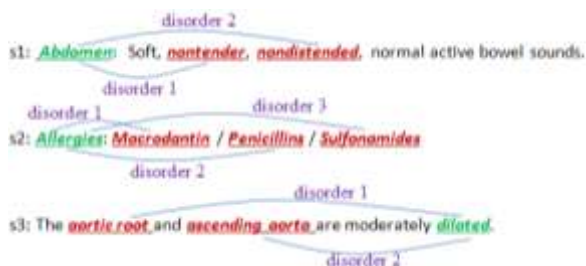 disorder 2
s1: Abdomen: Soft, nontender, nondistended, normal active bowel sounds.
disorder 1
disorder 1 disorder 3
s2: Allergies: Macrodantin / Penicillins / Sulfonamides
disorder 2
disorder 1
s3: The aortic root and ascending aorta are moderately dilated.
disorder 2